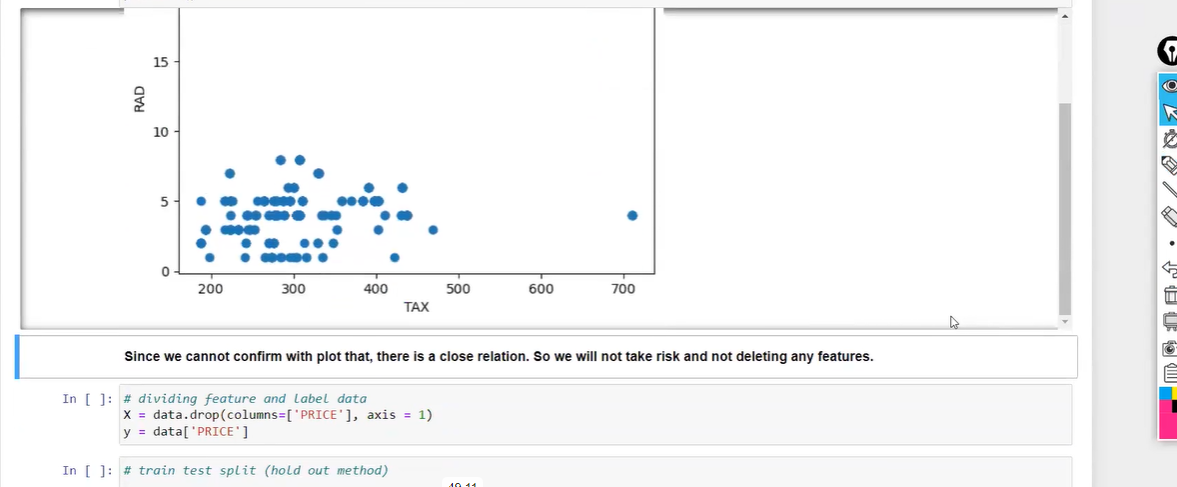 15
RAD
10
5
0
200 300 400 500 600 700
TAX
Since we cannot confirm with plot that, there is a close relation. So we will not take risk and not deleting any features.
In [ ]: # dividing feature and label data
X = data.drop(columns=['PRICE'], axis = 1)
y = data['PRICE']
In [ ]: # train test split (hold out method)